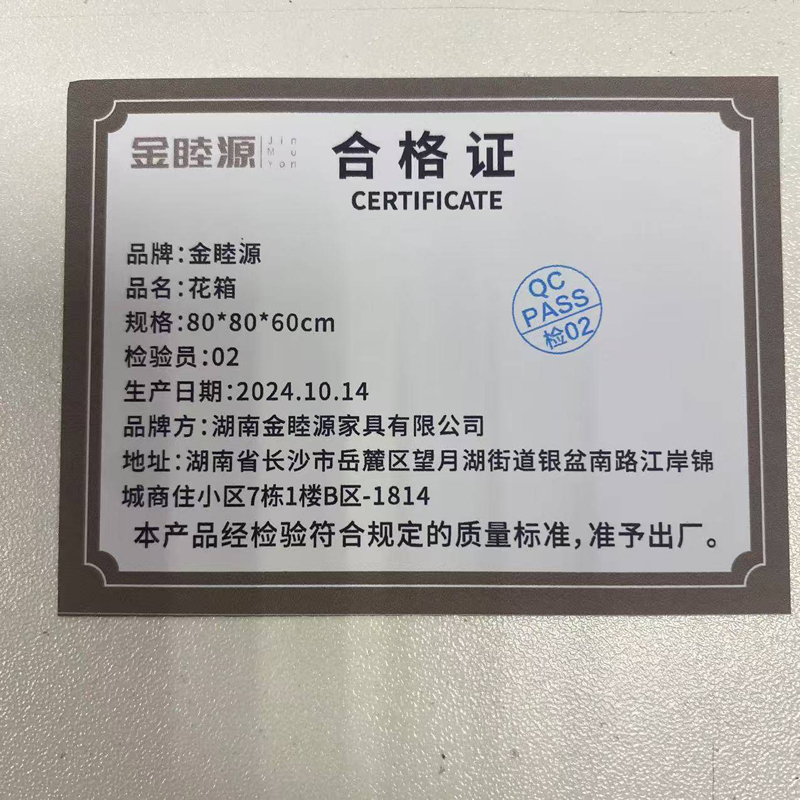 金睦源
Jin
Mu
Yon
合格证
CERTIFICATE
品牌:金睦源
品名:花箱
规格:80*80*60cm
检验员:02
生产日期:2024.10.14
品牌方:湖南金睦源家具有限公司
地址:湖南省长沙市岳麓区望月湖街道银盆南路江岸锦
城商住小区7栋1楼B区-1814
本产品经检验符合规定的质量标准,准予出厂。
QC
PASS
检02